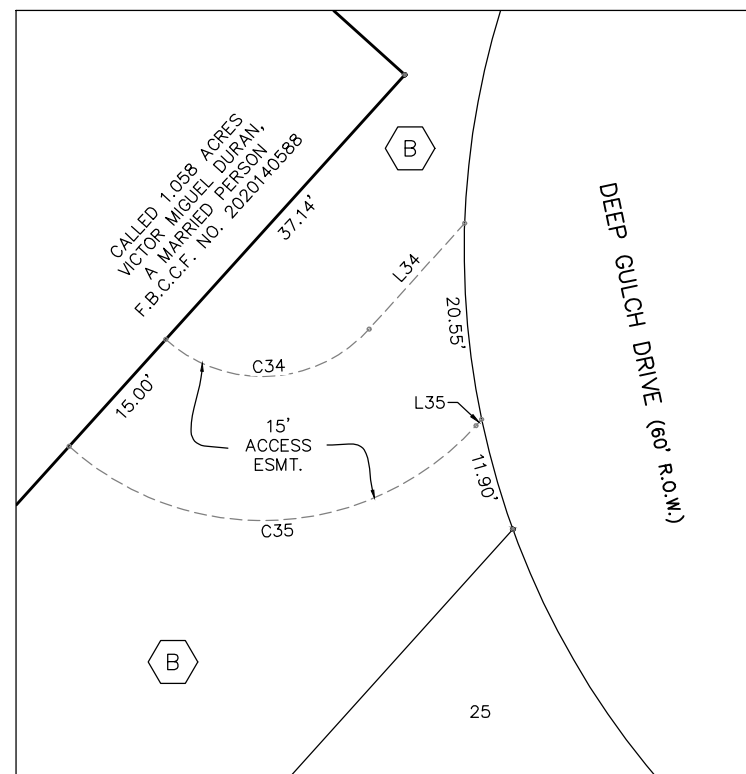 CALLED 1.058 ACRES
VICTOR MIGUEL DURAN,
A MARRIED PERSON
F.B.C.C.F. NO. 2020140588
B
37.14'
L34
DEEP GULCH DRIVE (60' R.O.W.)
20.55'
C34
15.00'
L35
15'
ACCESS
ESMT.
11.90'
C35
B
25